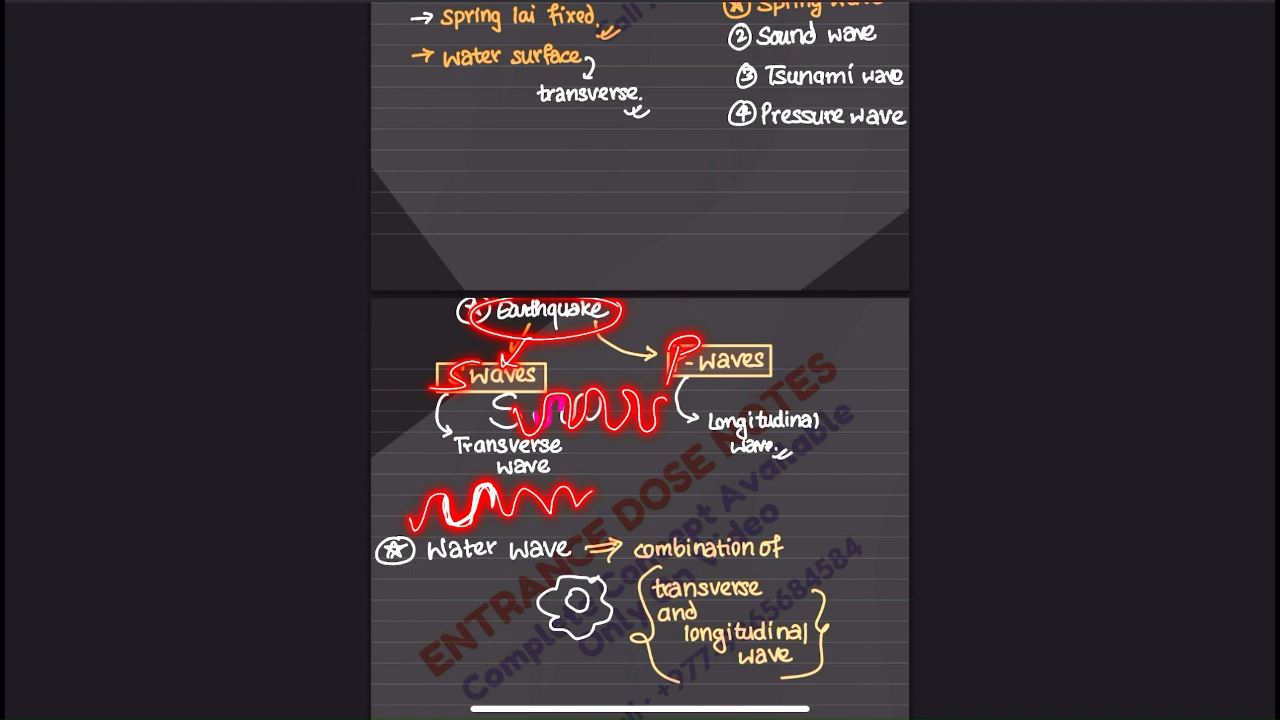 → spring lai fixed.
→ water surface
transverse.
Spring wave
② Sound wave
③ Tsunami wave
④ Pressure wave
Earthquake
S waves
P-waves
Transverse
wave
Longitudinal
wave.
Water wave ⇒ combination of
transverse
and
longitudinal
wave
ENTRANCE DOSE NOTES
Complete Concept Available
Only On Video